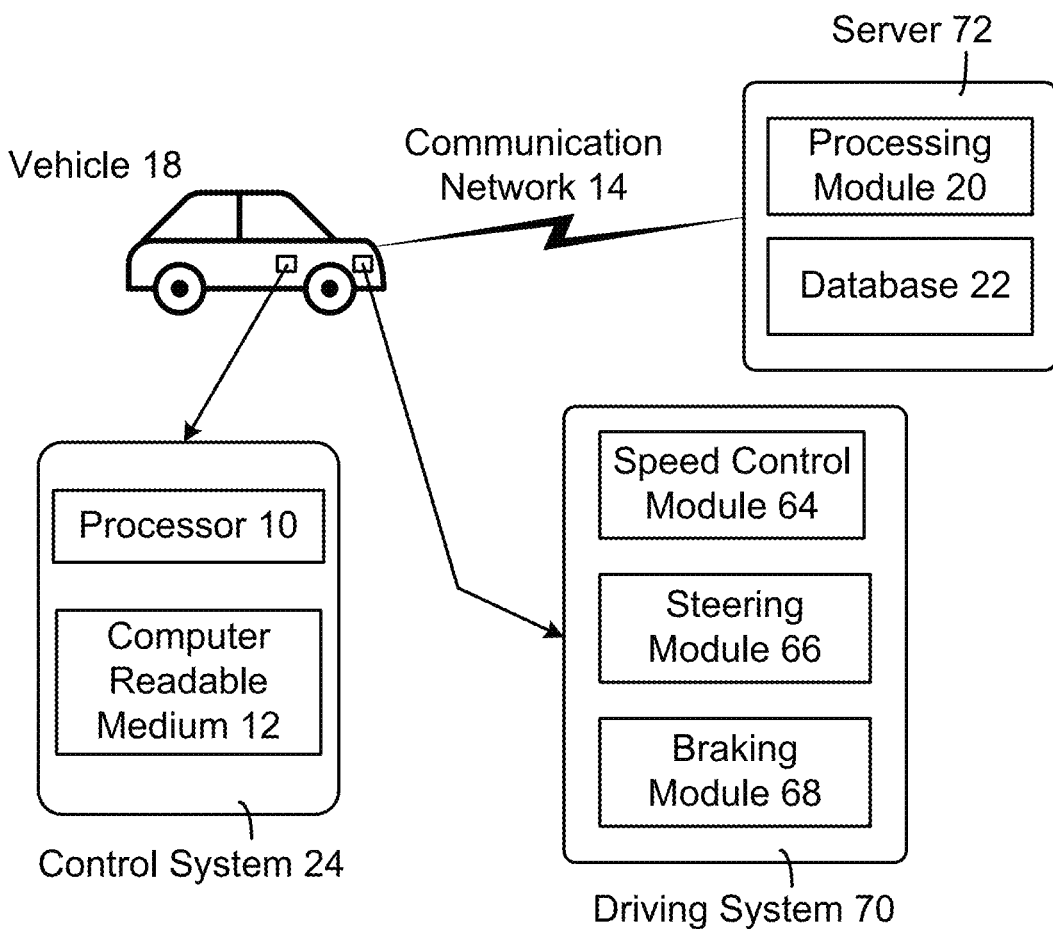 Server 72
Processing
Module 20
Database 22
Communication
Network 14
Vehicle 18
Processor 10
Computer
Readable
Medium 12
Control System 24
Speed Control
Module 64
Steering
Module 66
Braking
Module 68
Driving System 70